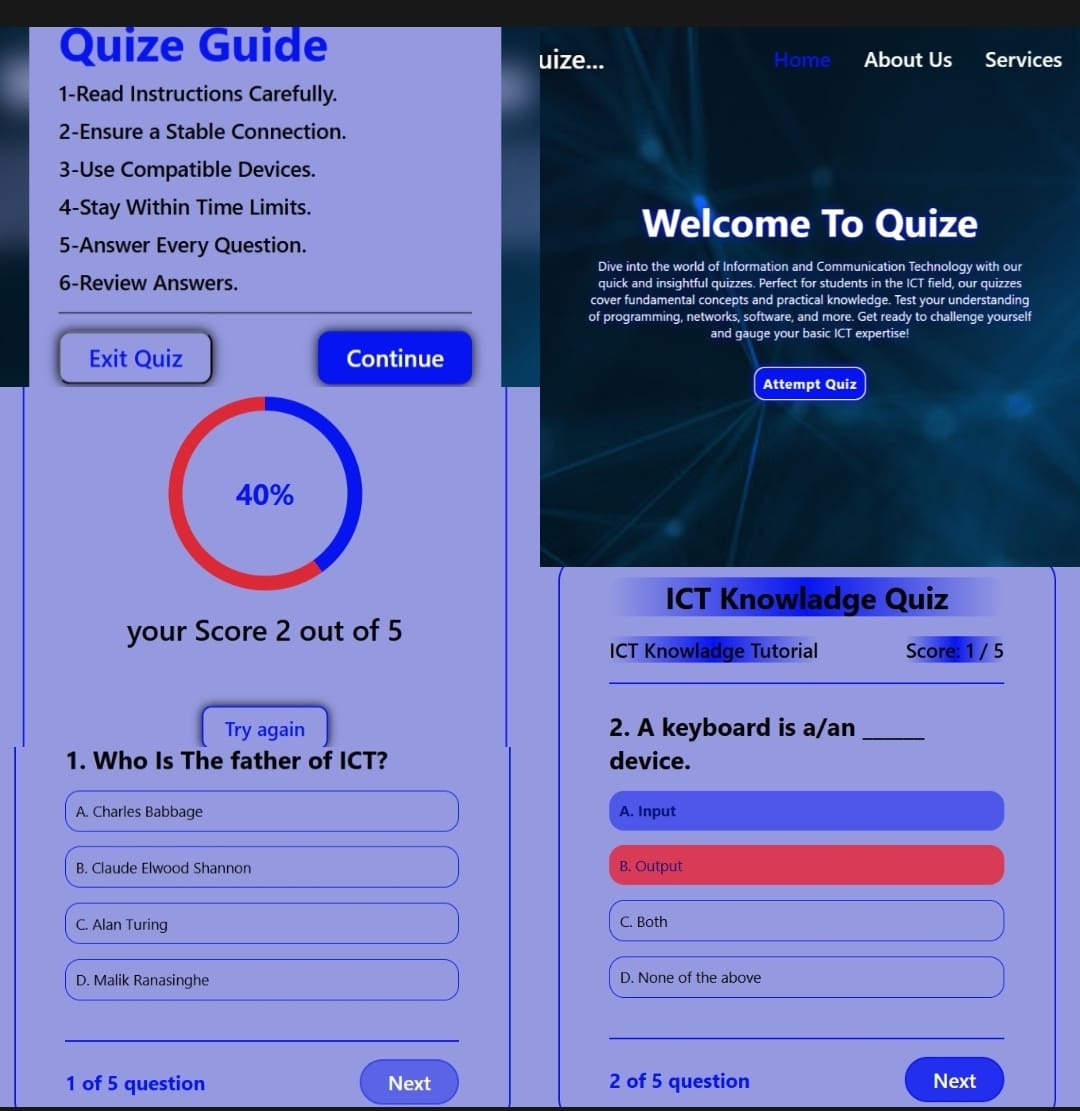 Quize Guide
1-Read Instructions Carefully.
2-Ensure a Stable Connection.
3-Use Compatible Devices.
4-Stay Within Time Limits.
5-Answer Every Question.
6-Review Answers.
Exit Quiz
Continue
uize...
Home
About Us
Services
Welcome To Quize
Dive into the world of Information and Communication Technology with our
quick and insightful quizzes. Perfect for students in the ICT field, our quizzes
cover fundamental concepts and practical knowledge. Test your understanding
of programming, networks, software, and more. Get ready to challenge yourself
and gauge your basic ICT expertise!
Attempt Quiz
40%
your Score 2 out of 5
Try again
1. Who Is The father of ICT?
A. Charles Babbage
B. Claude Elwood Shannon
C. Alan Turing
D. Malik Ranasinghe
1 of 5 question
Next
ICT Knowladge Quiz
ICT Knowladge Tutorial
Score: 1 / 5
2. A keyboard is a/an ______
device.
A. Input
B. Output
C. Both
D. None of the above
2 of 5 question
Next